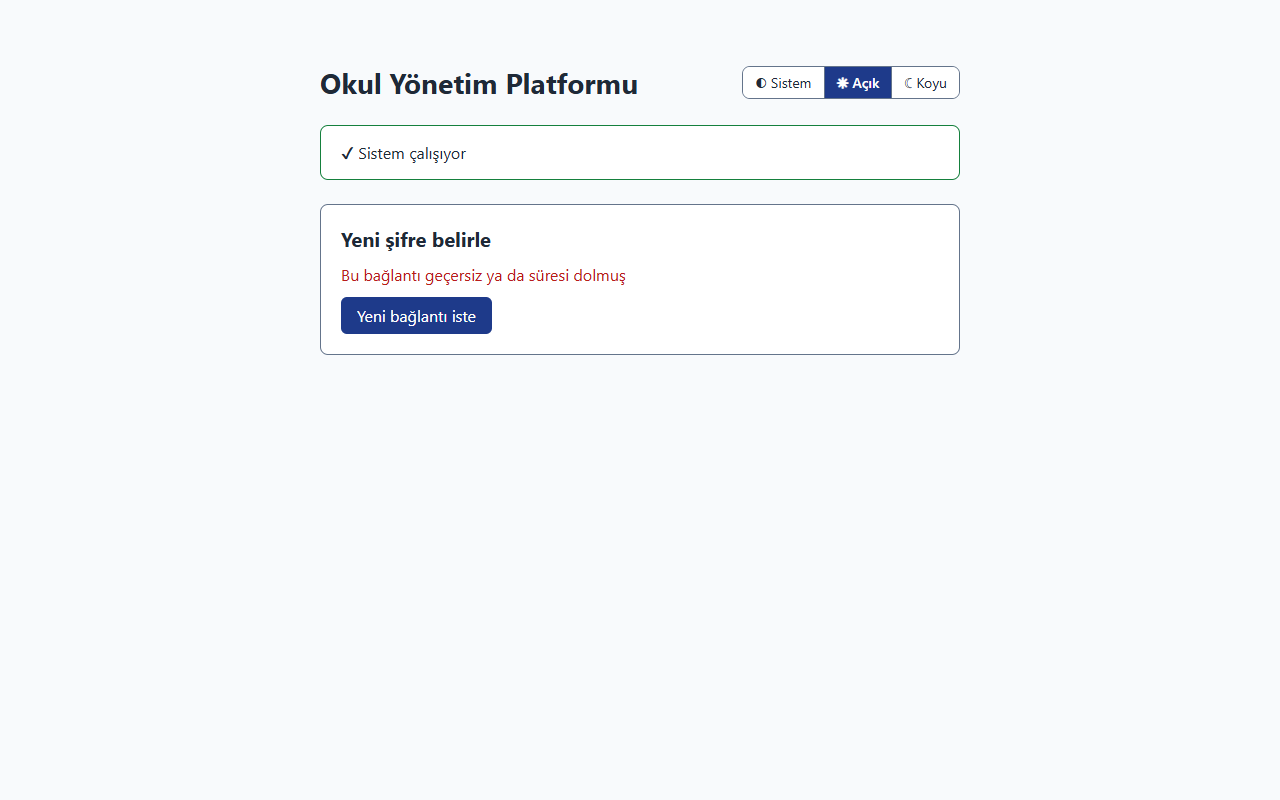 Okul Yönetim Platformu
◐ Sistem
❋ Açık
☾ Koyu
✓ Sistem çalışıyor
Yeni şifre belirle
Bu bağlantı geçersiz ya da süresi dolmuş
Yeni bağlantı iste